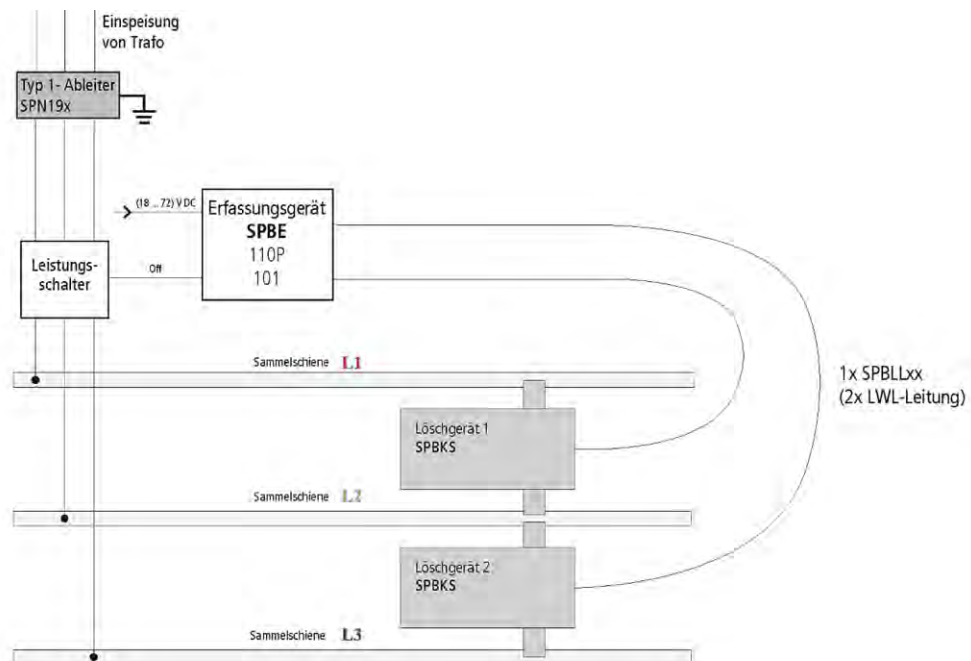 Einspeisung
von Trafo
Typ 1- Ableiter
SPN19x
(18 ... 72) V DC
Erfassungsgerät
SPBE
110P
101
Leistungs-
schalter
Off
Sammelschiene L1
1x SPBLLxx
(2x LWL-Leitung)
Löschgerät 1
SPBKS
Sammelschiene L2
Löschgerät 2
SPBKS
Sammelschiene L3